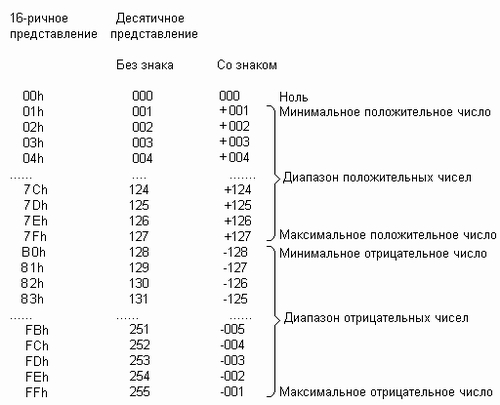 16-ричное Десятичное
представление представление
Без знака Со знаком
00h 000 000 Ноль
01h 001 +001 Минимальное положительное число
02h 002 +002
03h 003 +003
04h 004 +004
...... .... ....... Диапазон положительных чисел
7Ch 124 +124
7Dh 125 +125
7Eh 126 +126
7Fh 127 +127 Максимальное положительное число
B0h 128 -128 Минимальное отрицательное число
81h 129 -127
82h 130 -126
83h 131 -125
...... ...... ....... Диапазон отрицательных чисел
FBh 251 -005
FCh 252 -004
FDh 253 -003
FEh 254 -002
FFh 255 -001 Максимальное отрицательное число